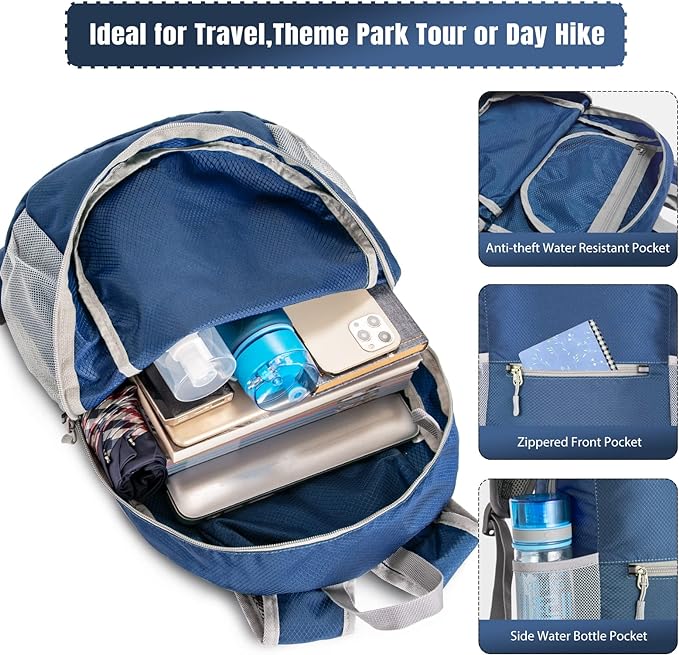 Ideal for Travel,Theme Park Tour or Day Hike
Anti-theft Water Resistant Pocket
Zippered Front Pocket
Side Water Bottle Pocket